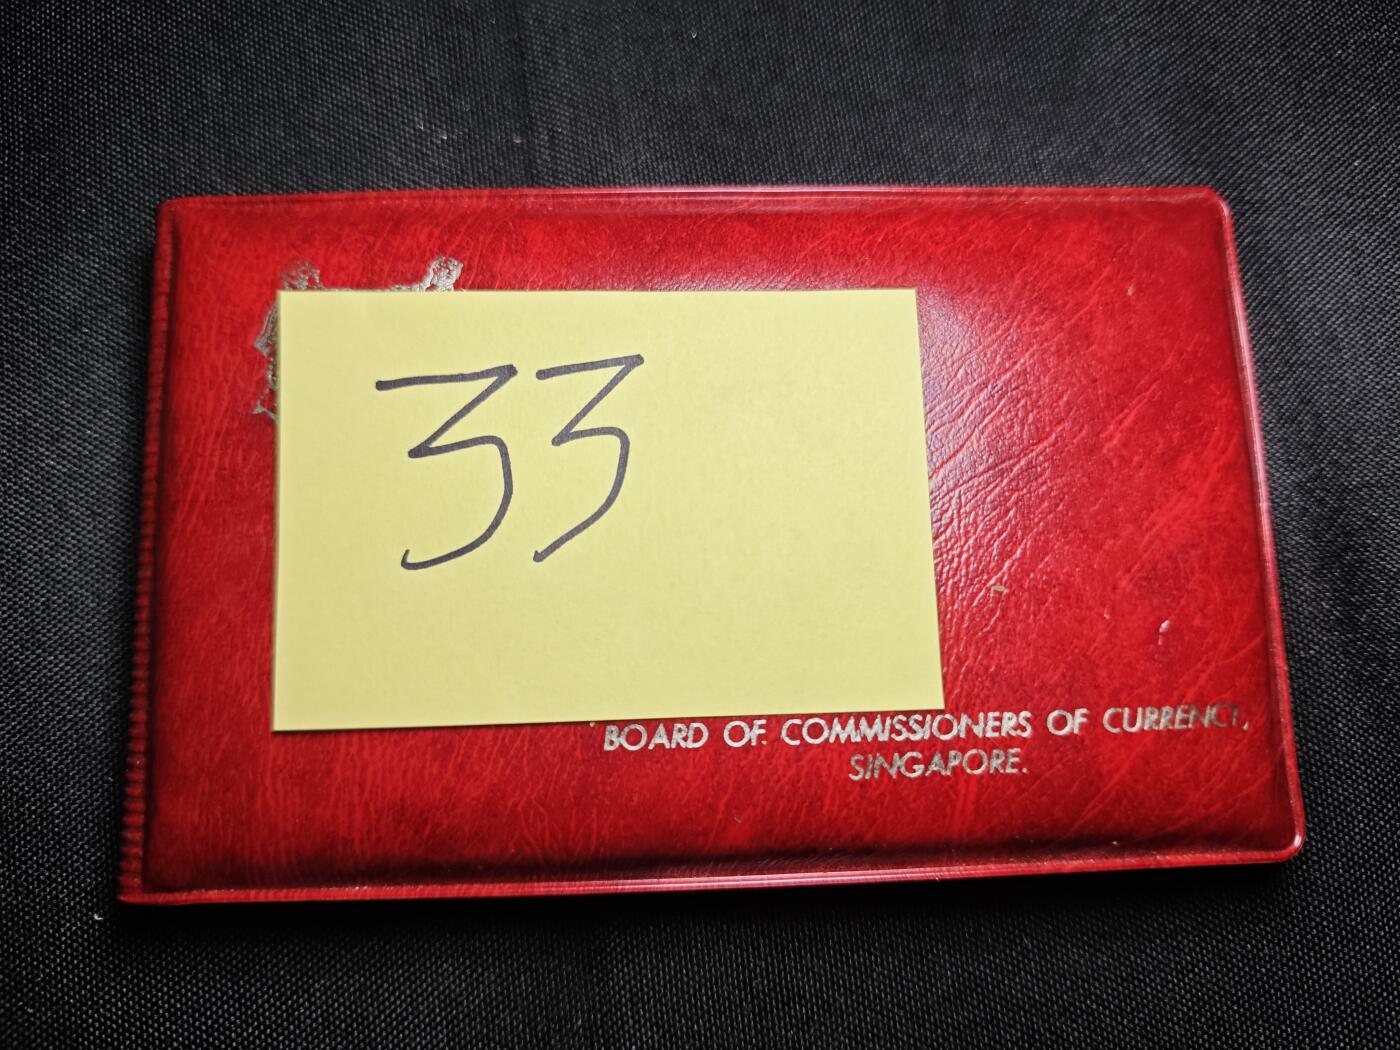 33
BOARD OF COMMISSIONERS OF CURRENCY,
SINGAPORE.